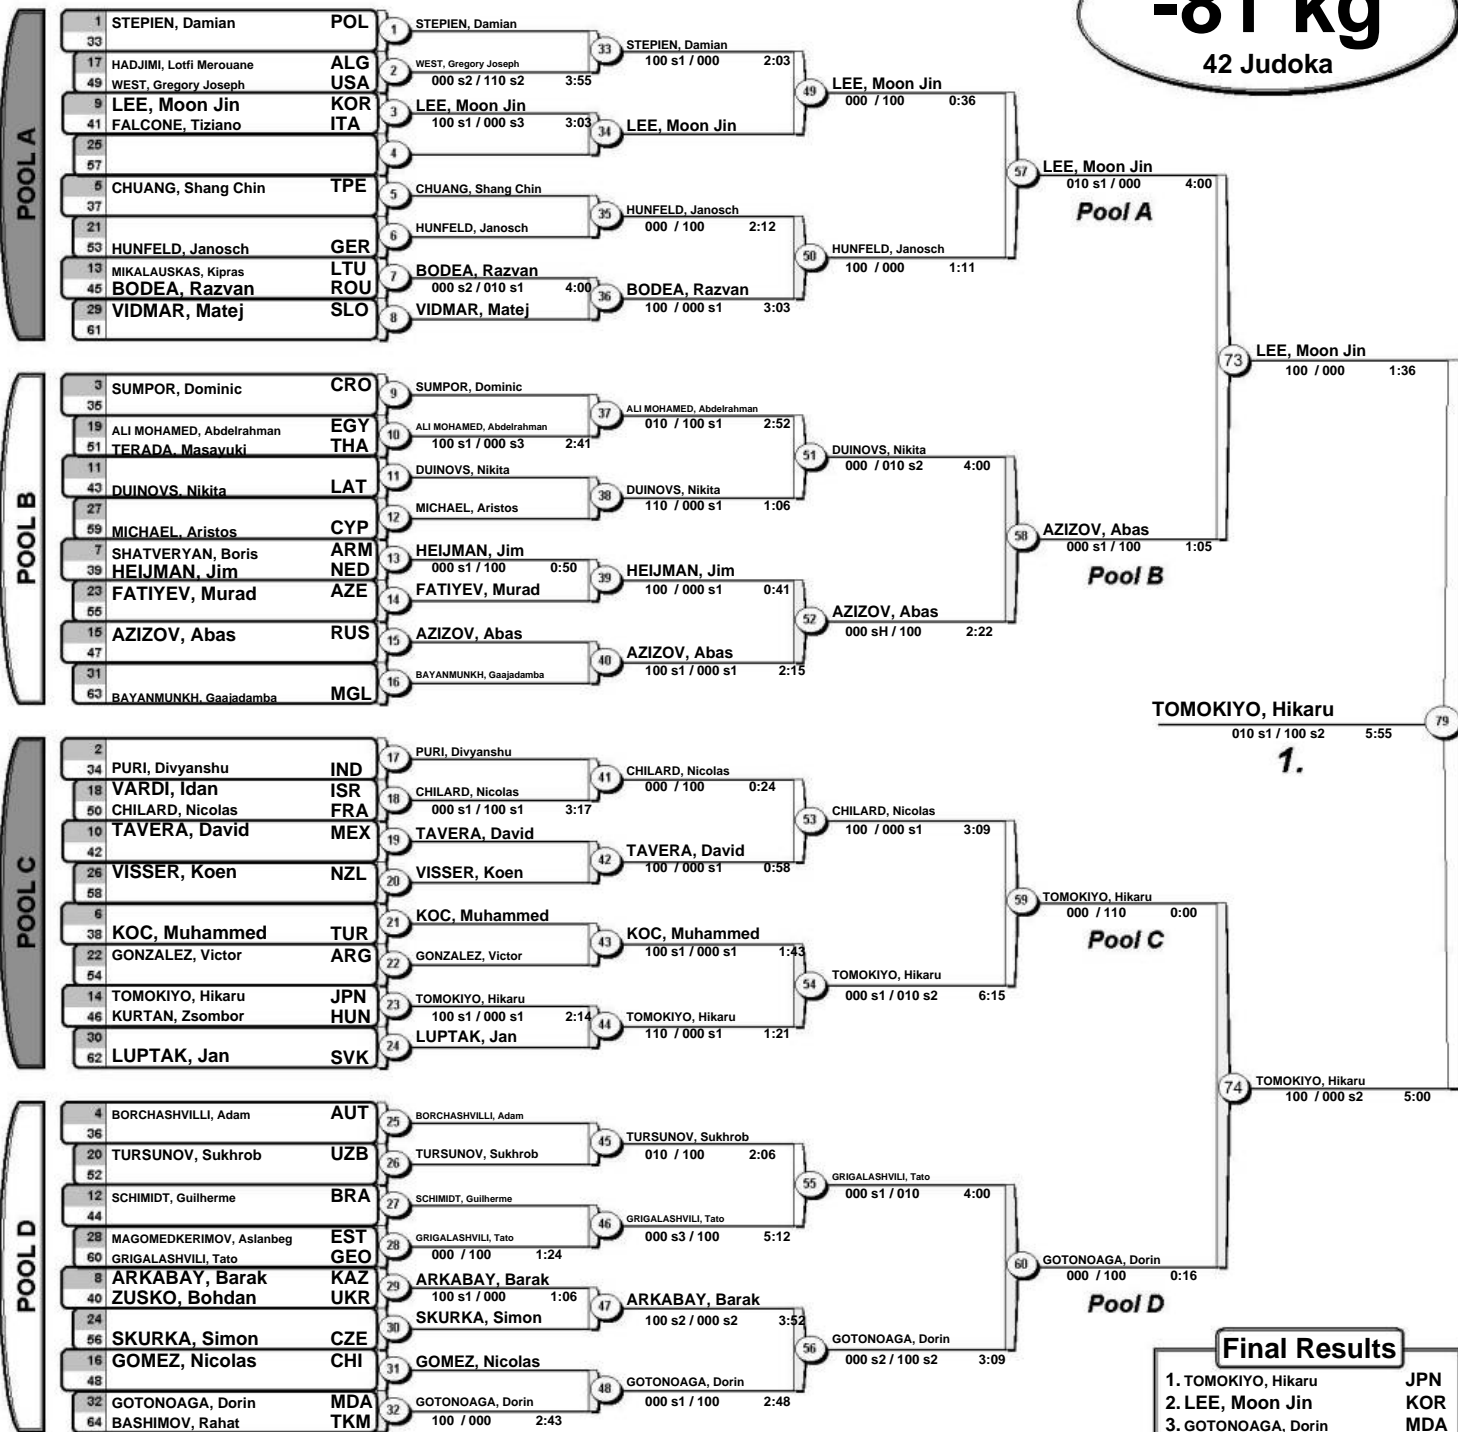 -81 kg
42 Judoka
POOL A
1 STEPIEN, Damian POL
33
17 HADJIMI, Lotfi Merouane ALG
49 WEST, Gregory Joseph USA
9 LEE, Moon Jin KOR
41 FALCONE, Tiziano ITA
25
57
5 CHUANG, Shang Chin TPE
37
21
53 HUNFELD, Janosch GER
13 MIKALAUSKAS, Kipras LTU
45 BODEA, Razvan ROU
29 VIDMAR, Matej SLO
61
1 STEPIEN, Damian
2 WEST, Gregory Joseph
000 s2 / 110 s2 3:55
3 LEE, Moon Jin
100 s1 / 000 s3 3:03
4
5 CHUANG, Shang Chin
6 HUNFELD, Janosch
7 BODEA, Razvan
000 s2 / 010 s1 4:00
8 VIDMAR, Matej
33 STEPIEN, Damian
100 s1 / 000 2:03
34 LEE, Moon Jin
35 HUNFELD, Janosch
000 / 100 2:12
36 BODEA, Razvan
100 / 000 s1 3:03
49 LEE, Moon Jin
000 / 100 0:36
50 HUNFELD, Janosch
100 / 000 1:11
57 LEE, Moon Jin
010 s1 / 000 4:00
Pool A
POOL B
3 SUMPOR, Dominic CRO
35
19 ALI MOHAMED, Abdelrahman EGY
51 TERADA, Masayuki THA
11
43 DUINOVS, Nikita LAT
27
59 MICHAEL, Aristos CYP
7 SHATVERYAN, Boris ARM
39 HEIJMAN, Jim NED
23 FATIYEV, Murad AZE
55
15 AZIZOV, Abas RUS
47
31
63 BAYANMUNKH, Gaajadamba MGL
9 SUMPOR, Dominic
10 ALI MOHAMED, Abdelrahman
100 s1 / 000 s3 2:41
11 DUINOVS, Nikita
12 MICHAEL, Aristos
13 HEIJMAN, Jim
000 s1 / 100 0:50
14 FATIYEV, Murad
15 AZIZOV, Abas
16 BAYANMUNKH, Gaajadamba
37 ALI MOHAMED, Abdelrahman
010 / 100 s1 2:52
38 DUINOVS, Nikita
110 / 000 s1 1:06
39 HEIJMAN, Jim
100 / 000 s1 0:41
40 AZIZOV, Abas
100 s1 / 000 s1 2:15
51 DUINOVS, Nikita
000 / 010 s2 4:00
52 AZIZOV, Abas
000 sH / 100 2:22
58 AZIZOV, Abas
000 s1 / 100 1:05
Pool B
73 LEE, Moon Jin
100 / 000 1:36
TOMOKIYO, Hikaru 79
010 s1 / 100 s2 5:55
1.
POOL C
2
34 PURI, Divyanshu IND
18 VARDI, Idan ISR
50 CHILARD, Nicolas FRA
10 TAVERA, David MEX
42
26 VISSER, Koen NZL
58
6
38 KOC, Muhammed TUR
22 GONZALEZ, Victor ARG
54
14 TOMOKIYO, Hikaru JPN
46 KURTAN, Zsombor HUN
30
62 LUPTAK, Jan SVK
17 PURI, Divyanshu
18 CHILARD, Nicolas
000 s1 / 100 s1 3:17
19 TAVERA, David
20 VISSER, Koen
21 KOC, Muhammed
22 GONZALEZ, Victor
23 TOMOKIYO, Hikaru
100 s1 / 000 s1 2:14
24 LUPTAK, Jan
41 CHILARD, Nicolas
000 / 100 0:24
42 TAVERA, David
100 / 000 s1 0:58
43 KOC, Muhammed
100 s1 / 000 s1 1:43
44 TOMOKIYO, Hikaru
110 / 000 s1 1:21
53 CHILARD, Nicolas
100 / 000 s1 3:09
54 TOMOKIYO, Hikaru
000 s1 / 010 s2 6:15
59 TOMOKIYO, Hikaru
000 / 110 0:00
Pool C
POOL D
4 BORCHASHVILLI, Adam AUT
36
20 TURSUNOV, Sukhrob UZB
52
12 SCHIMIDT, Guilherme BRA
44
28 MAGOMEDKERIMOV, Aslanbeg EST
60 GRIGALASHVILI, Tato GEO
8 ARKABAY, Barak KAZ
40 ZUSKO, Bohdan UKR
24
56 SKURKA, Simon CZE
16 GOMEZ, Nicolas CHI
48
32 GOTONOAGA, Dorin MDA
64 BASHIMOV, Rahat TKM
25 BORCHASHVILLI, Adam
26 TURSUNOV, Sukhrob
27 SCHIMIDT, Guilherme
28 GRIGALASHVILI, Tato
000 / 100 1:24
29 ARKABAY, Barak
100 s1 / 000 1:06
30 SKURKA, Simon
31 GOMEZ, Nicolas
32 GOTONOAGA, Dorin
100 / 000 2:43
45 TURSUNOV, Sukhrob
010 / 100 2:06
46 GRIGALASHVILI, Tato
000 s3 / 100 5:12
47 ARKABAY, Barak
100 s2 / 000 s2 3:52
48 GOTONOAGA, Dorin
000 s1 / 100 2:48
55 GRIGALASHVILI, Tato
000 s1 / 010 4:00
56 GOTONOAGA, Dorin
000 s2 / 100 s2 3:09
60 GOTONOAGA, Dorin
000 / 100 0:16
Pool D
74 TOMOKIYO, Hikaru
100 / 000 s2 5:00
Final Results
1. TOMOKIYO, Hikaru JPN
2. LEE, Moon Jin KOR
3. GOTONOAGA, Dorin MDA